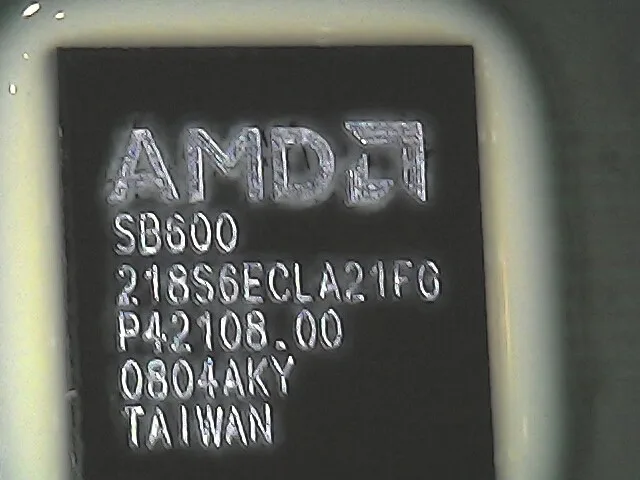 AMD
SB600
218S6ECLA21FG
P42108.00
0804AKY
TAIWAN